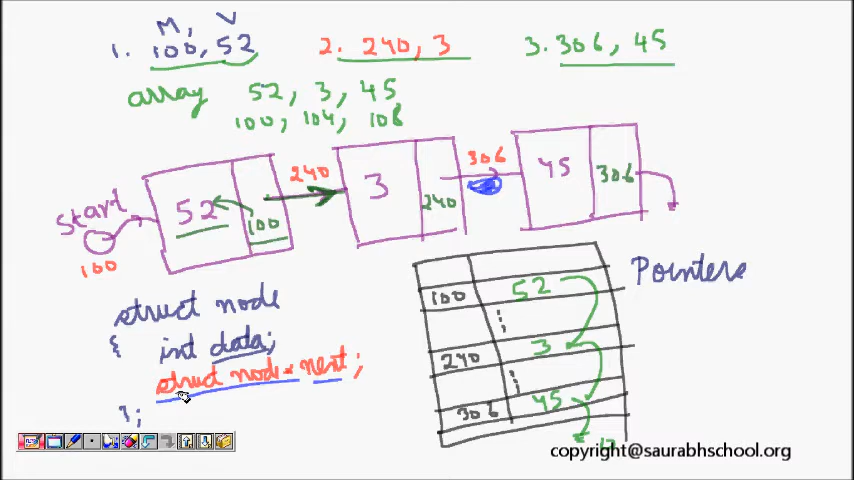 M, V
1. 100, 52
2. 240, 3
3. 306, 45
array 52, 3, 45
100, 104, 108
start
100
52
100
240
3
240
306
45
306
struct node
{ int data;
struct node * next ;
};
Pointers
100 52
240 3
306 45
copyright@saurabhschool.org